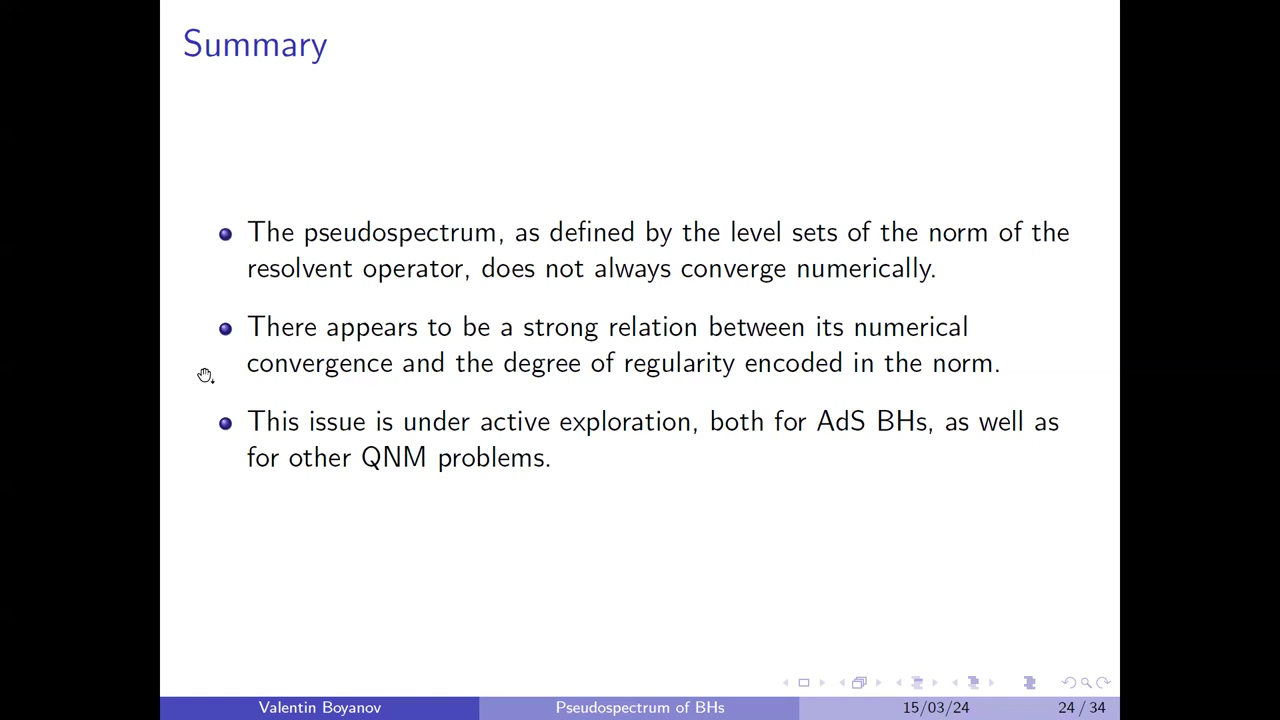 Summary
The pseudospectrum, as defined by the level sets of the norm of the
resolvent operator, does not always converge numerically.
There appears to be a strong relation between its numerical
convergence and the degree of regularity encoded in the norm.
This issue is under active exploration, both for AdS BHs, as well as
for other QNM problems.
Valentin Boyanov Pseudospectrum of BHs 15/03/24 24 / 34